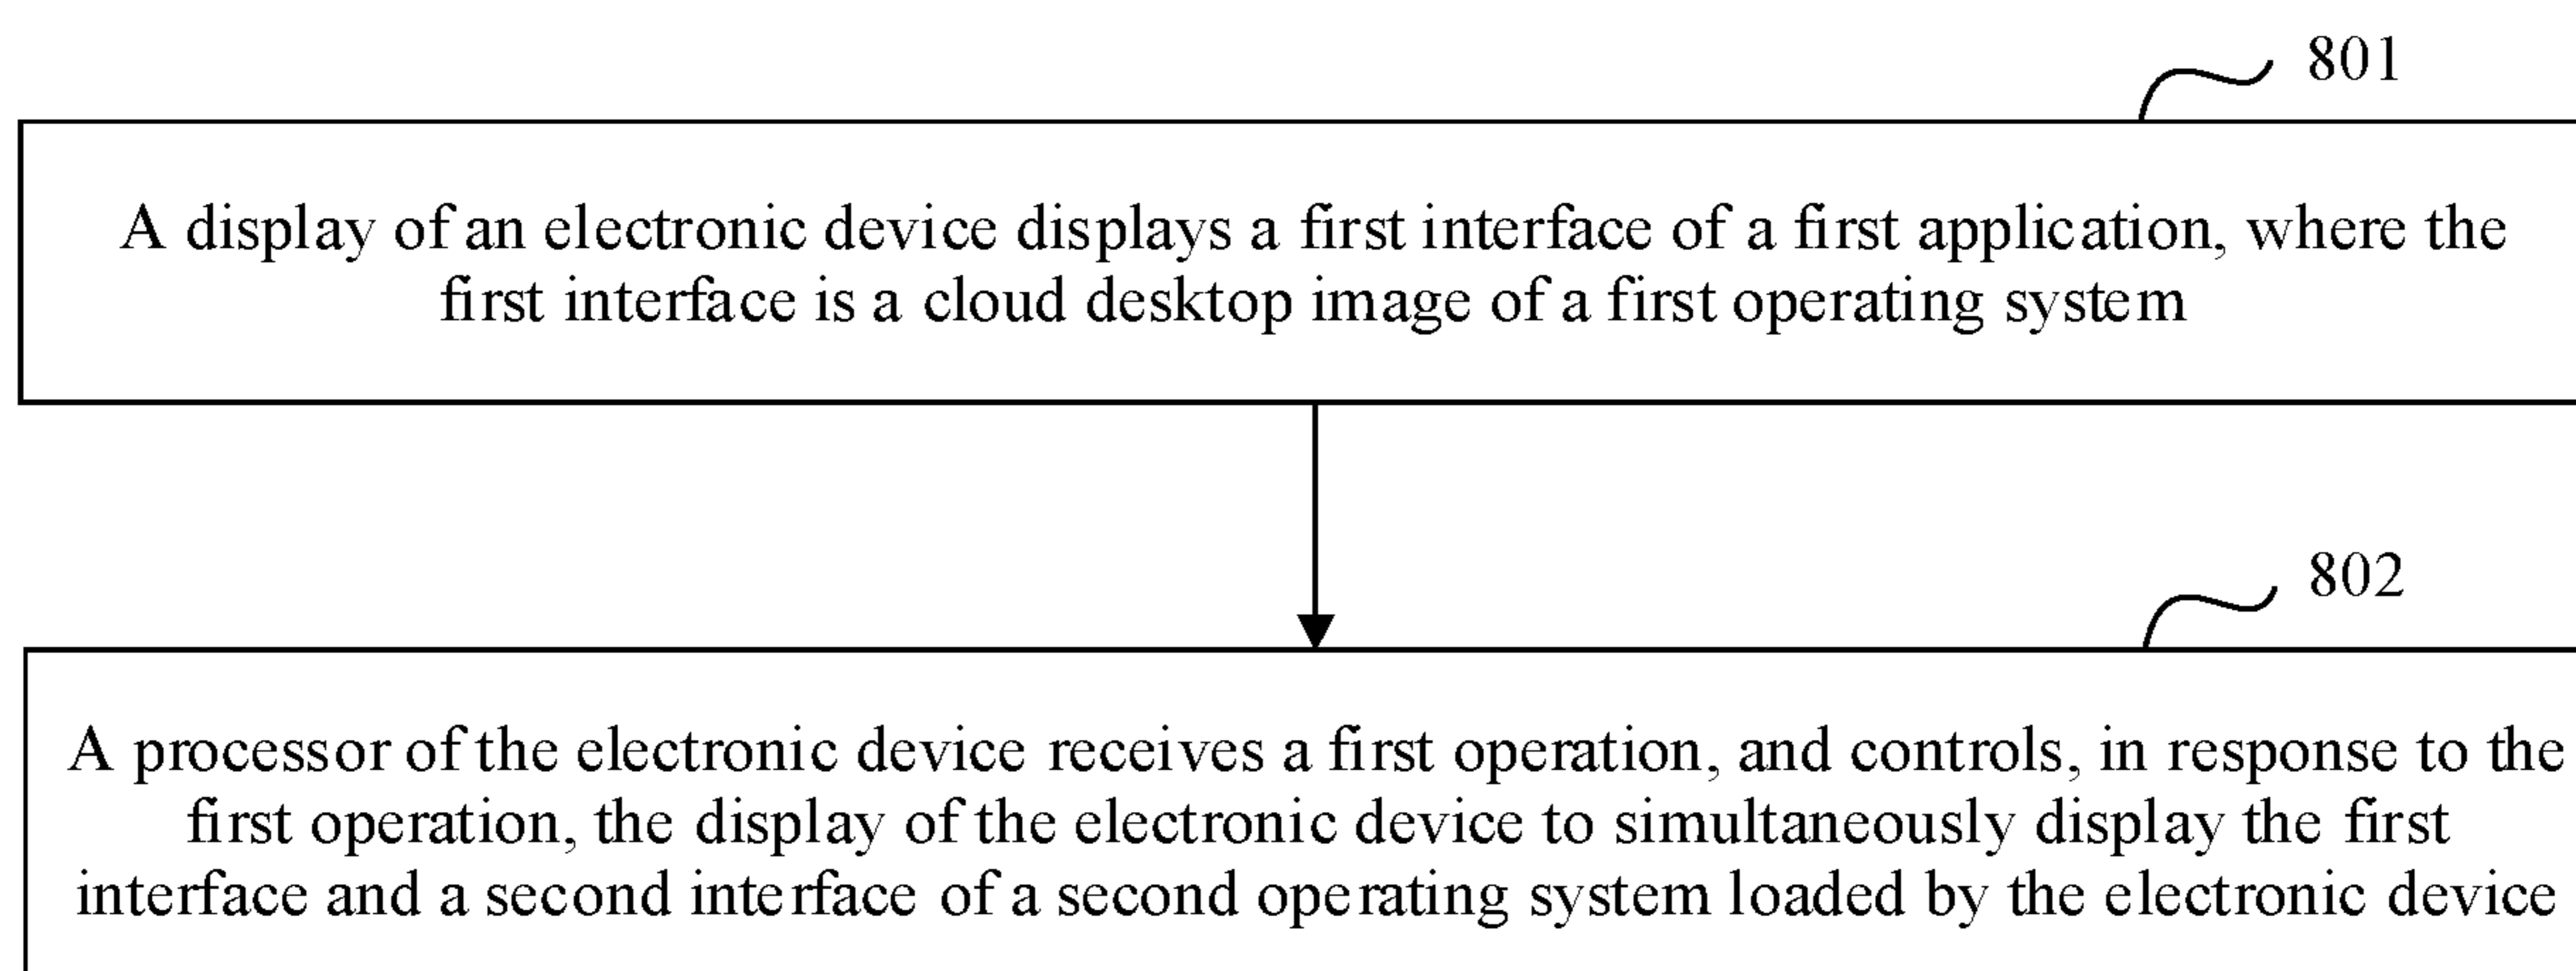 801
A display of an electronic device displays a first interface of a first application, where the
first interface is a cloud desktop image of a first operating system
802
A processor of the electronic device receives a first operation, and controls, in response to the
first operation, the display of the electronic device to simultaneously display the first
interface and a second interface of a second operating system loaded by the electronic device